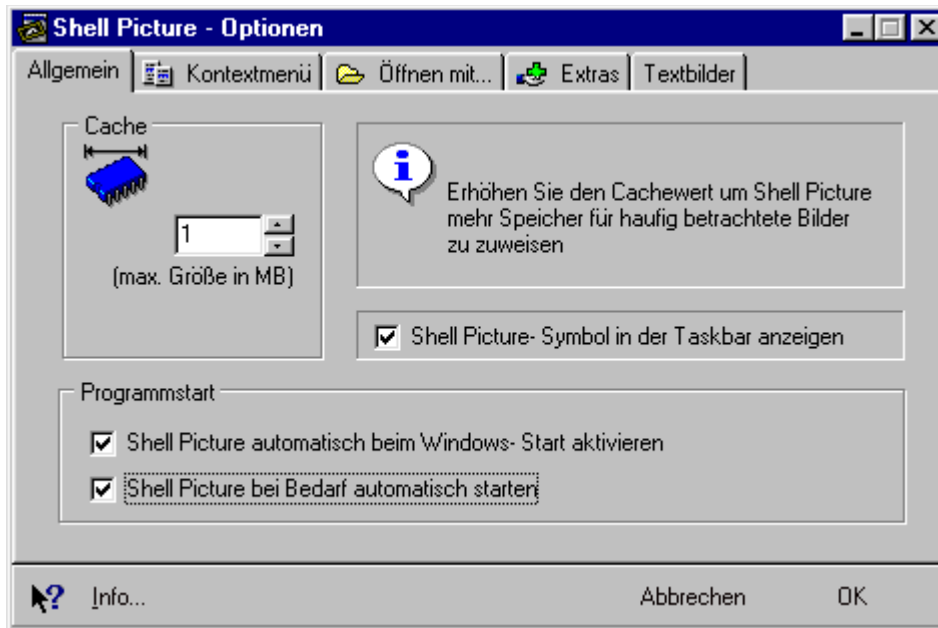 Shell Picture - Optionen
Allgemein Kontextmenü Öffnen mit... Extras Textbilder
Cache
1
(max. Größe in MB)
Erhöhen Sie den Cachewert um Shell Picture
mehr Speicher für haufig betrachtete Bilder
zu zuweisen
Shell Picture- Symbol in der Taskbar anzeigen
Programmstart
Shell Picture automatisch beim Windows- Start aktivieren
Shell Picture bei Bedarf automatisch starten
Info... Abbrechen OK